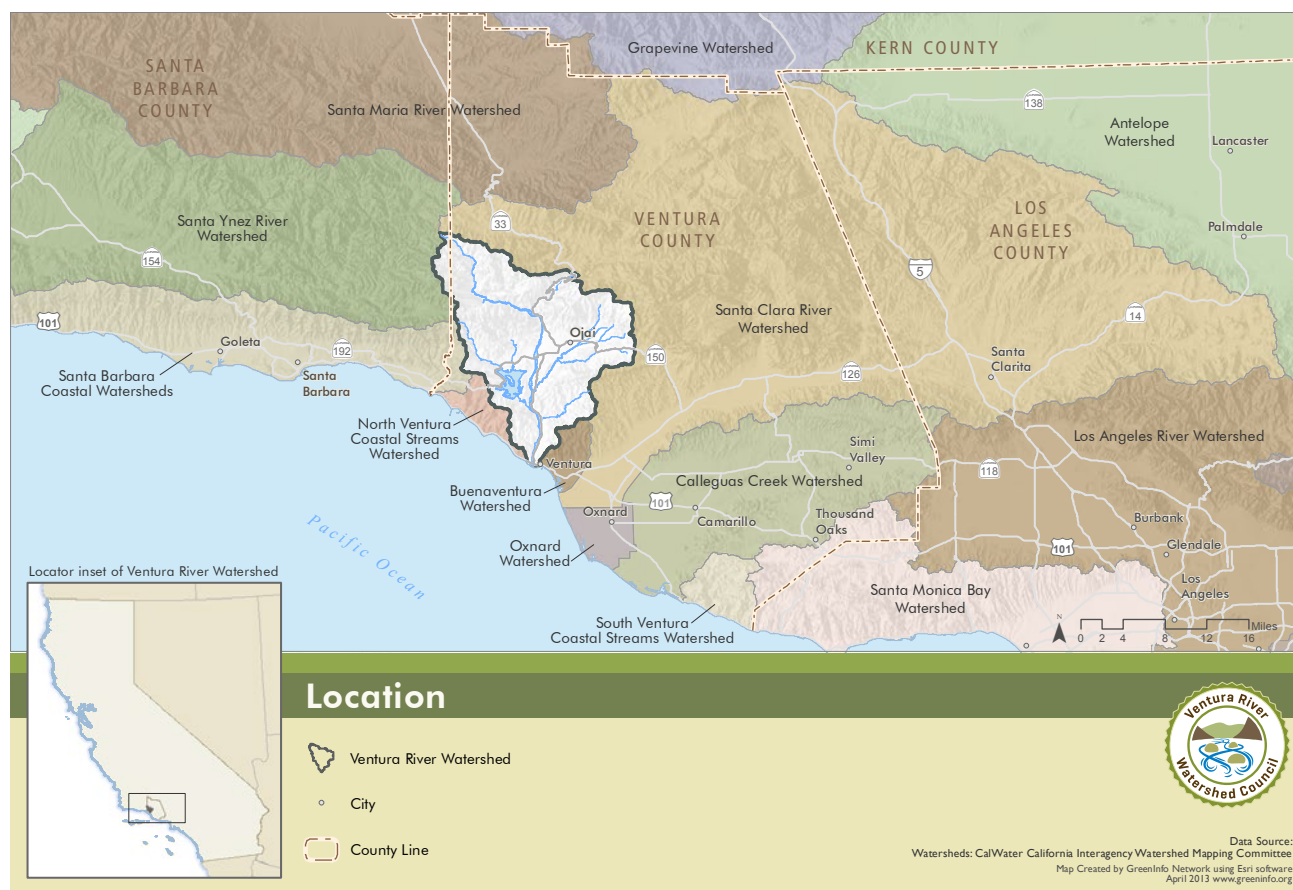 Grapevine Watershed
KERN COUNTY
SANTA
BARBARA
COUNTY
Santa Maria River Watershed
138
Antelope
Watershed
Lancaster
Santa Ynez River
Watershed
33
VENTURA
COUNTY
LOS
ANGELES
COUNTY
Palmdale
154
5
101
Goleta
192
Ojai
Santa Clara River
Watershed
14
150
Santa Barbara
Coastal Watersheds
Santa
Barbara
126
Santa
Clarita
North Ventura
Coastal Streams
Watershed
Los Angeles River Watershed
Simi
Valley
Ventura
118
Calleguas Creek Watershed
Buenaventura
Watershed
101
Oxnard
Camarillo
Thousand
Oaks
Burbank
Pacific Ocean
Oxnard
Watershed
101
Glendale
Los
Angeles
Santa Monica Bay
Watershed
South Ventura
Coastal Streams Watershed
N
Miles
0 2 4 8 12 16
Locator inset of Ventura River Watershed
Location
Ventura River Watershed
City
County Line
Ventura River
Watershed Council
Data Source:
Watersheds: CalWater California Interagency Watershed Mapping Committee
Map Created by GreenInfo Network using Esri software
April 2013 www.greeninfo.org